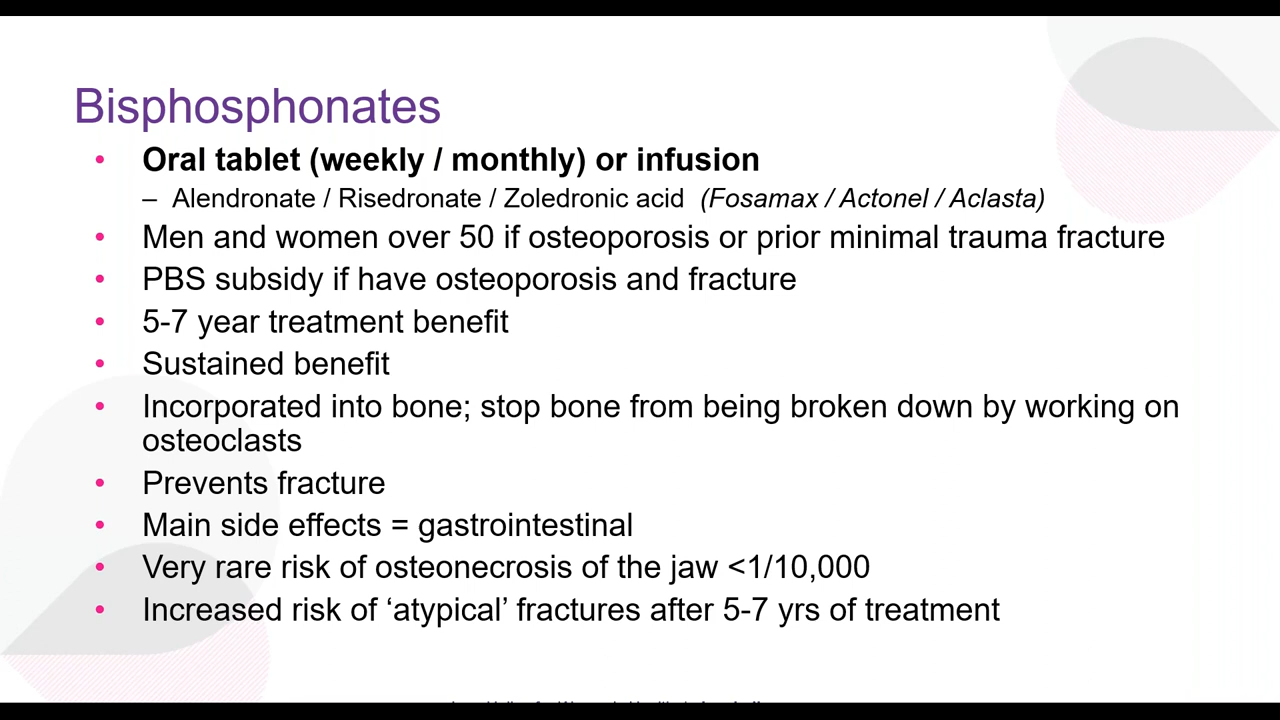 Bisphosphonates
• Oral tablet (weekly / monthly) or infusion
– Alendronate / Risedronate / Zoledronic acid (Fosamax / Actonel / Aclasta)
• Men and women over 50 if osteoporosis or prior minimal trauma fracture
• PBS subsidy if have osteoporosis and fracture
• 5-7 year treatment benefit
• Sustained benefit
• Incorporated into bone; stop bone from being broken down by working on
osteoclasts
• Prevents fracture
• Main side effects = gastrointestinal
• Very rare risk of osteonecrosis of the jaw <1/10,000
• Increased risk of ‘atypical’ fractures after 5-7 yrs of treatment